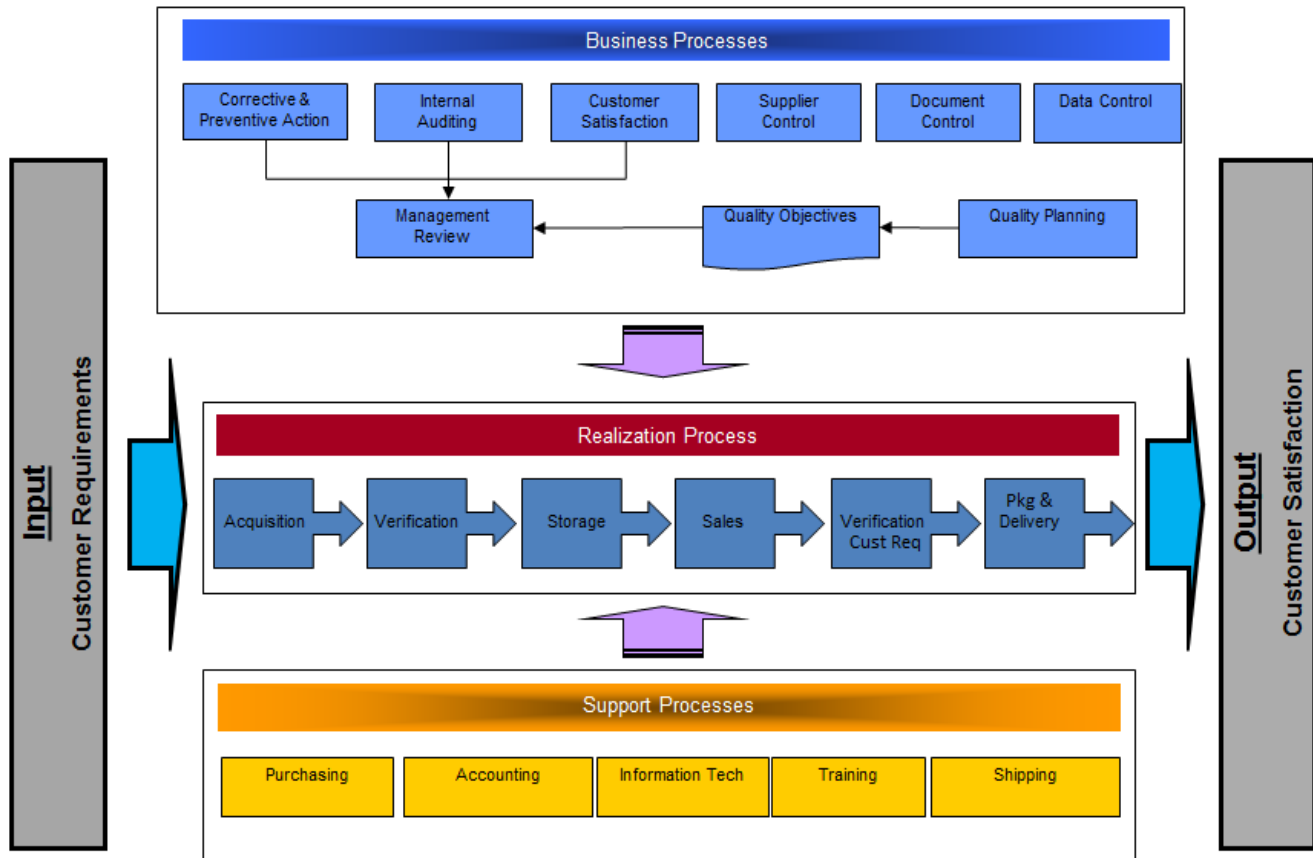 Business Processes
Corrective &
Preventive Action
Internal
Auditing
Customer
Satisfaction
Supplier
Control
Document
Control
Data Control
Management
Review
Quality Objectives
Quality Planning
Input
Customer Requirements
Realization Process
Acquisition
Verification
Storage
Sales
Verification
Cust Req
Pkg &
Delivery
Output
Customer Satisfaction
Support Processes
Purchasing
Accounting
Information Tech
Training
Shipping